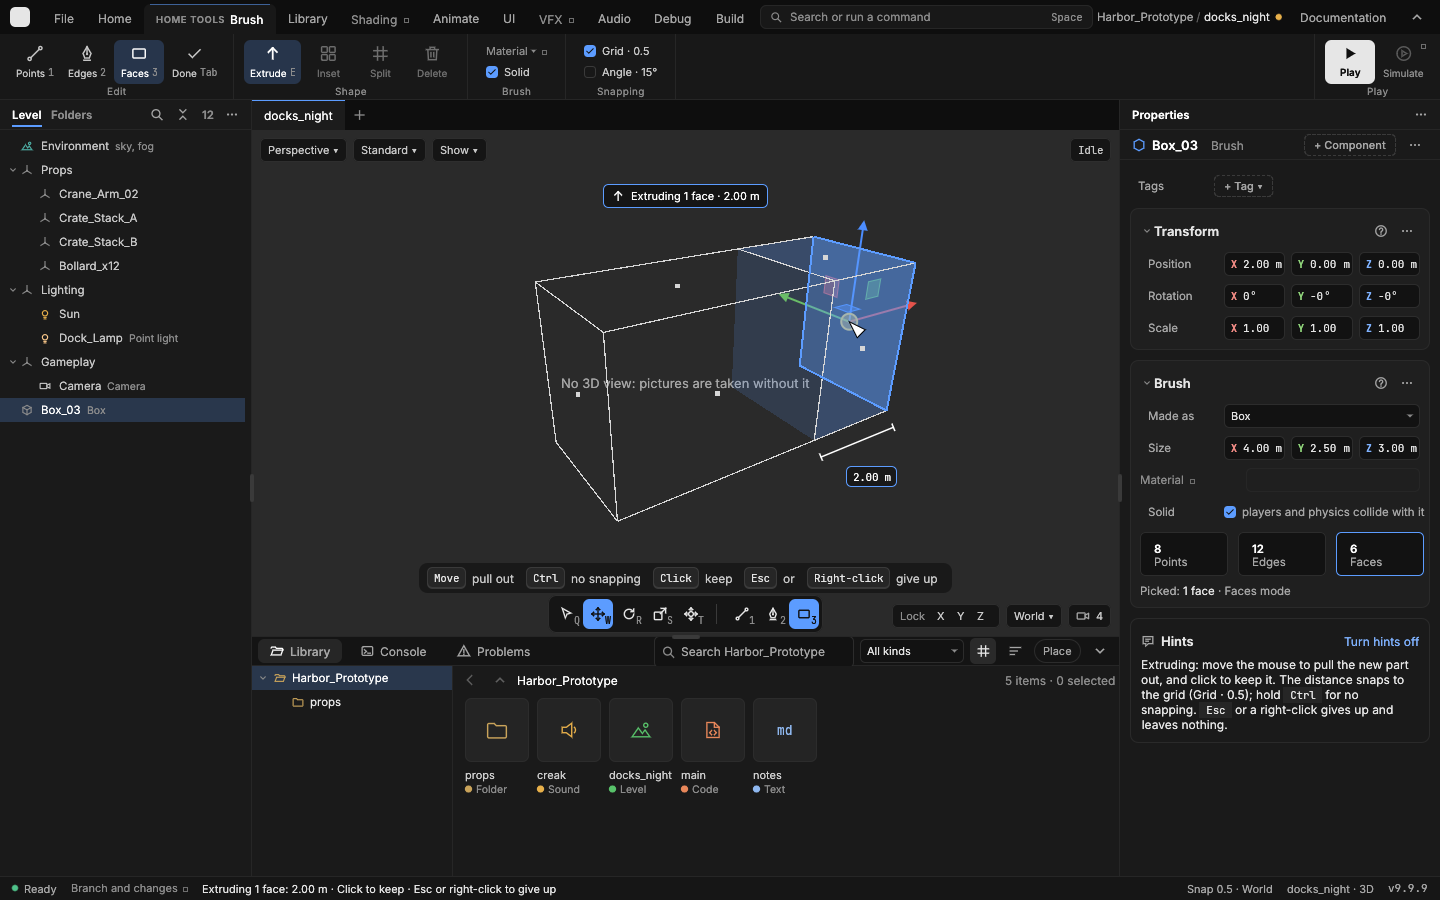 File Home HOME TOOLS Brush Library Shading Animate UI VFX Audio Debug Build Search or run a command Space Harbor_Prototype / docks_night Documentation
Points 1 Edges 2 Faces 3 Done Tab
Edit
Extrude E Inset Split Delete
Shape
Material
Solid
Brush
Grid · 0.5
Angle · 15°
Snapping
Play Simulate
Play
Level Folders 12
Environment sky, fog
Props
Crane_Arm_02
Crate_Stack_A
Crate_Stack_B
Bollard_x12
Lighting
Sun
Dock_Lamp Point light
Gameplay
Camera Camera
Box_03 Box
docks_night
Perspective Standard Show Idle
Extruding 1 face · 2.00 m
No 3D view: pictures are taken without it
2.00 m
Move pull out Ctrl no snapping Click keep Esc or Right-click give up
Q W R S T 1 2 3
Lock X Y Z World 4
Library Console Problems Search Harbor_Prototype All kinds Place
Harbor_Prototype
props
Harbor_Prototype 5 items · 0 selected
md
props creak docks_night main notes
Folder Sound Level Code Text
Properties
Box_03 Brush + Component
Tags + Tag
Transform
Position X 2.00 m Y 0.00 m Z 0.00 m
Rotation X 0° Y -0° Z -0°
Scale X 1.00 Y 1.00 Z 1.00
Brush
Made as Box
Size X 4.00 m Y 2.50 m Z 3.00 m
Material
Solid players and physics collide with it
8 12 6
Points Edges Faces
Picked: 1 face · Faces mode
Hints Turn hints off
Extruding: move the mouse to pull the new part
out, and click to keep it. The distance snaps to
the grid (Grid · 0.5); hold Ctrl for no
snapping. Esc or a right-click gives up and
leaves nothing.
Ready Branch and changes Extruding 1 face: 2.00 m · Click to keep · Esc or right-click to give up Snap 0.5 · World docks_night · 3D v9.9.9